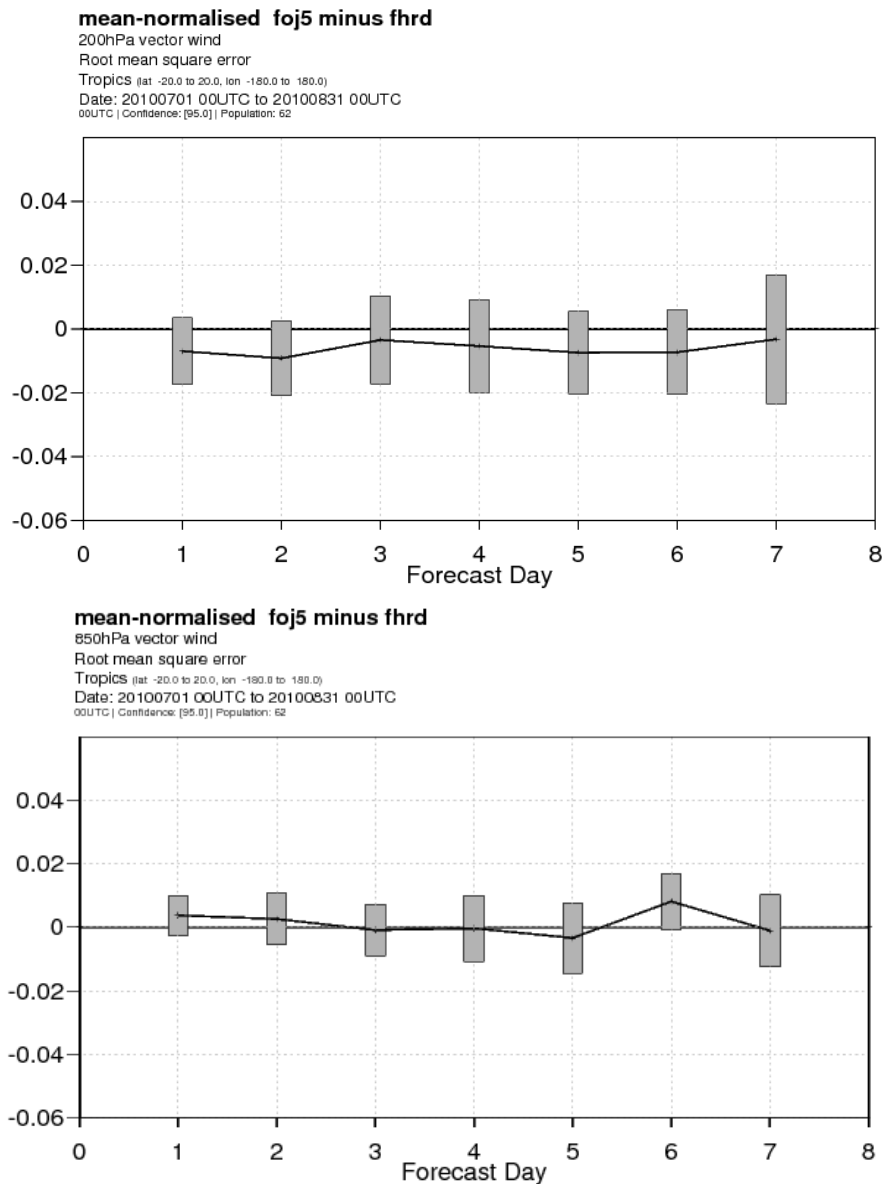 mean-normalised foj5 minus fhrd
200hPa vector wind
Root mean square error
Tropics (lat -20.0 to 20.0, lon -180.0 to 180.0)
Date: 20100701 00UTC to 20100831 00UTC
00UTC | Confidence: [95.0] | Population: 62
0.04
0.02
0
-0.02
-0.04
-0.06
0 1 2 3 4 5 6 7 8
Forecast Day
mean-normalised foj5 minus fhrd
850hPa vector wind
Root mean square error
Tropics (lat -20.0 to 20.0, lon -180.0 to 180.0)
Date: 20100701 00UTC to 20100831 00UTC
00UTC | Confidence: [95.0] | Population: 62
0.04
0.02
0
-0.02
-0.04
-0.06
0 1 2 3 4 5 6 7 8
Forecast Day